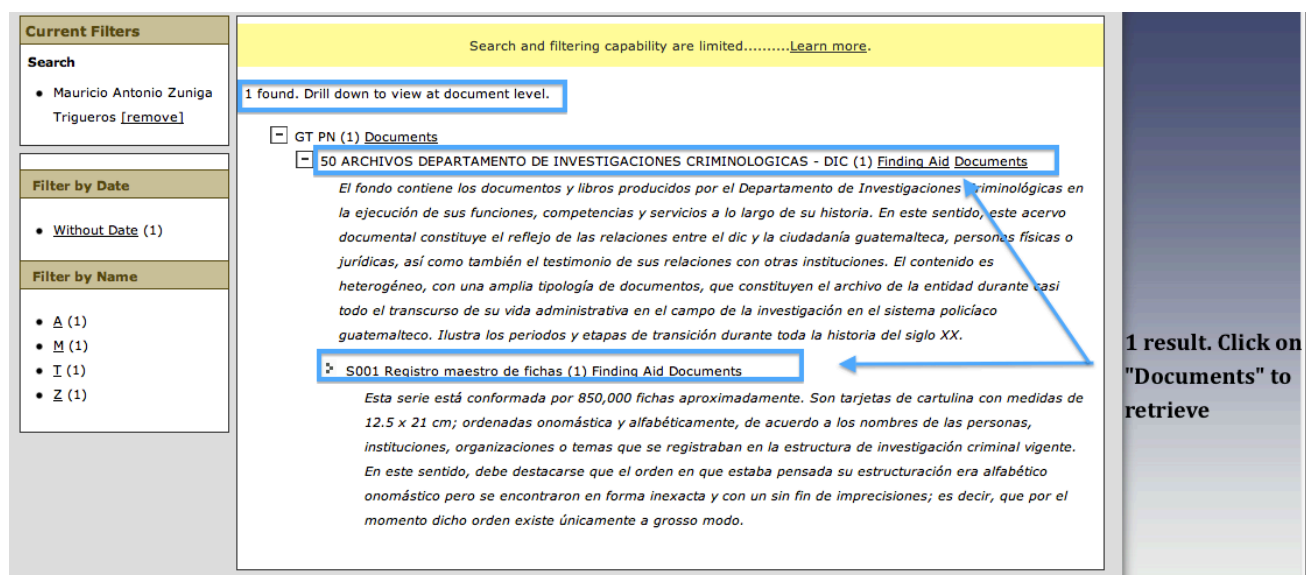 Current Filters
Search
• Mauricio Antonio Zuniga
Trigueros [remove]
Filter by Date
• Without Date (1)
Filter by Name
• A (1)
• M (1)
• T (1)
• Z (1)
Search and filtering capability are limited..........Learn more.
1 found. Drill down to view at document level.
GT PN (1) Documents
50 ARCHIVOS DEPARTAMENTO DE INVESTIGACIONES CRIMINOLOGICAS - DIC (1) Finding Aid Documents
El fondo contiene los documentos y libros producidos por el Departamento de Investigaciones Criminológicas en
la ejecución de sus funciones, competencias y servicios a lo largo de su historia. En este sentido, este acervo
documental constituye el reflejo de las relaciones entre el dic y la ciudadanía guatemalteca, personas físicas o
jurídicas, así como también el testimonio de sus relaciones con otras instituciones. El contenido es
heterogéneo, con una amplia tipología de documentos, que constituyen el archivo de la entidad durante casi
todo el transcurso de su vida administrativa en el campo de la investigación en el sistema policíaco
guatemalteco. Ilustra los periodos y etapas de transición durante toda la historia del siglo XX.
S001 Registro maestro de fichas (1) Finding Aid Documents
Esta serie está conformada por 850,000 fichas aproximadamente. Son tarjetas de cartulina con medidas de
12.5 x 21 cm; ordenadas onomástica y alfabéticamente, de acuerdo a los nombres de las personas,
instituciones, organizaciones o temas que se registraban en la estructura de investigación criminal vigente.
En este sentido, debe destacarse que el orden en que estaba pensada su estructuración era alfabético
onomástico pero se encontraron en forma inexacta y con un sin fin de imprecisiones; es decir, que por el
momento dicho orden existe únicamente a grosso modo.
1 result. Click on
"Documents" to
retrieve